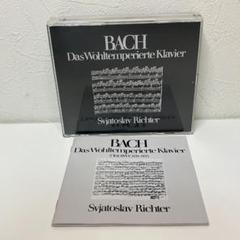 BACH
Das Wohltemperierte Klavier
Svjatoslav Richter
BACH
Das Wohltemperierte Klavier
Svjatoslav Richter